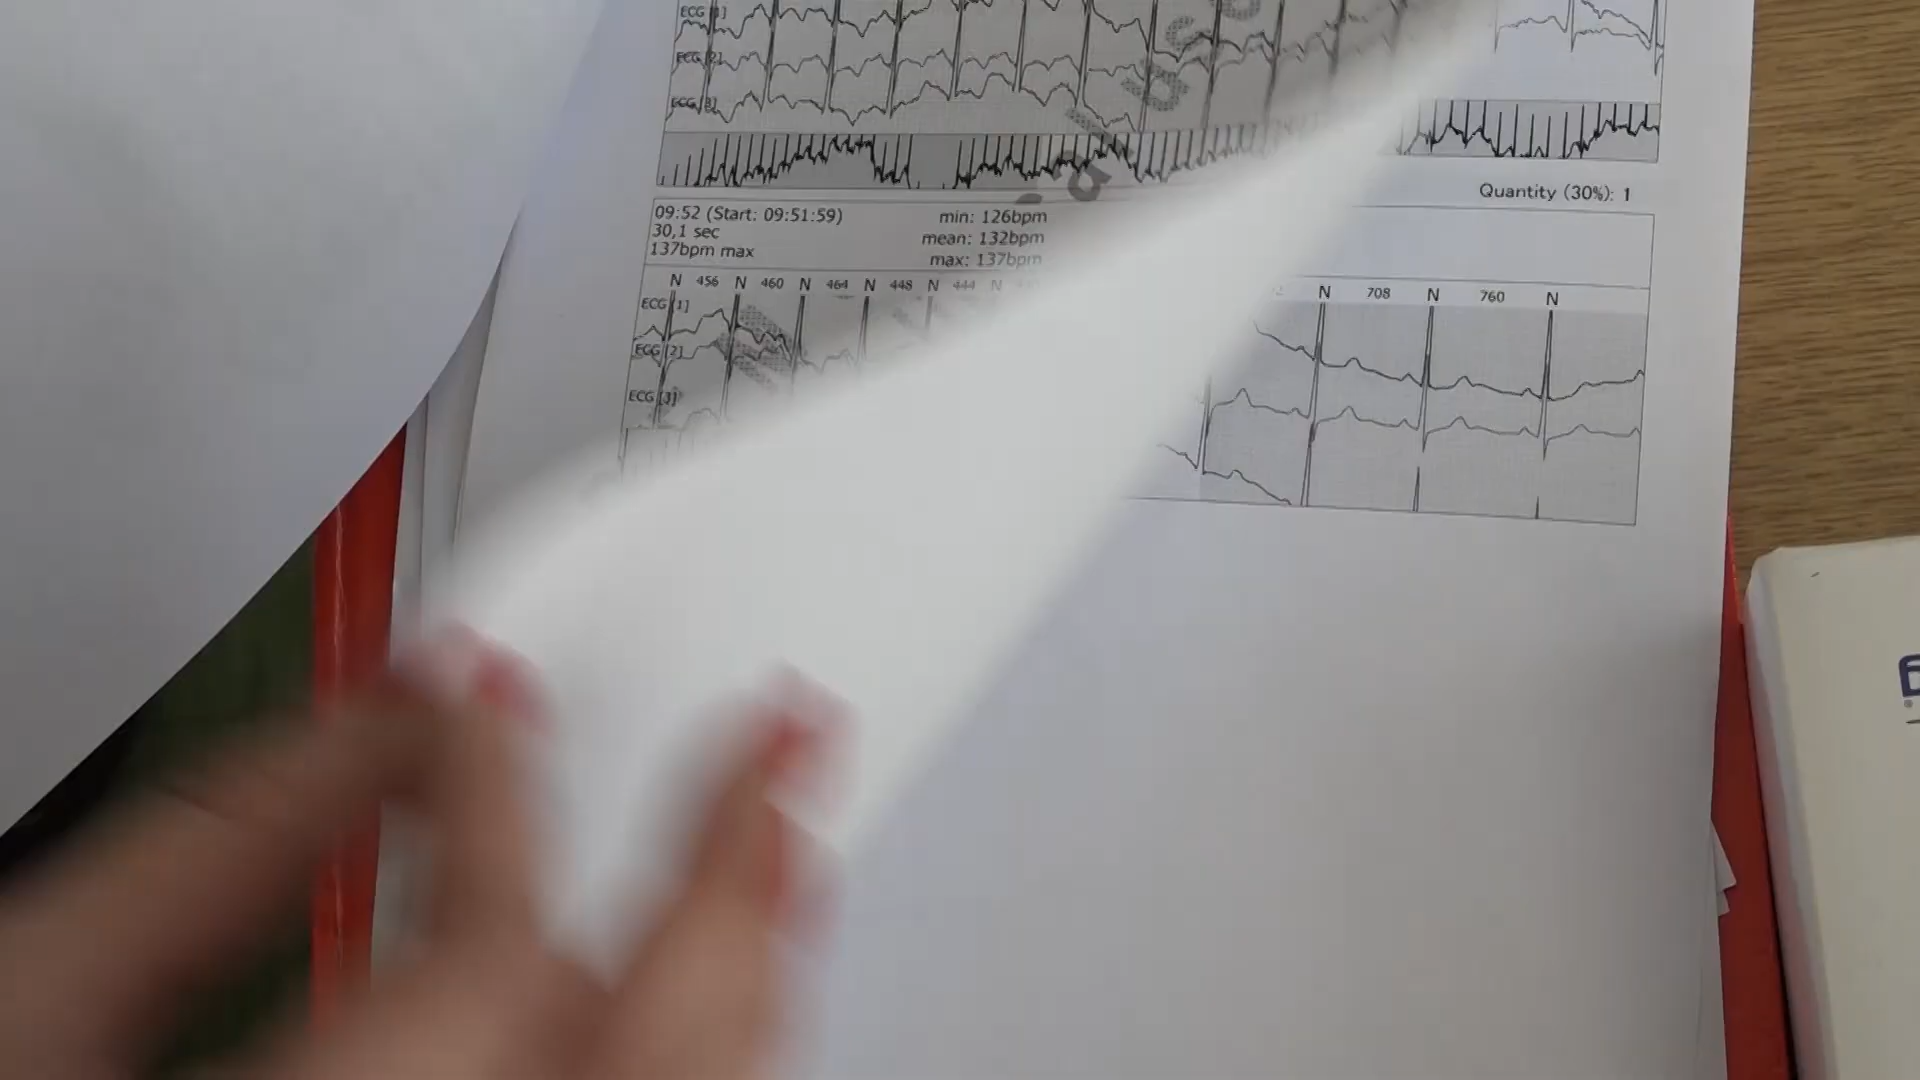 ECG [1]
ECG [2]
ECG [3]
Quantity (30%): 1
09:52 (Start: 09:51:59) min: 126bpm
30,1 sec mean: 132bpm
137bpm max max: 137bpm
N 456 N 460 N 464 N 448 N 444 N
N 708 N 760 N
ECG [1]
ECG [2]
ECG [3]